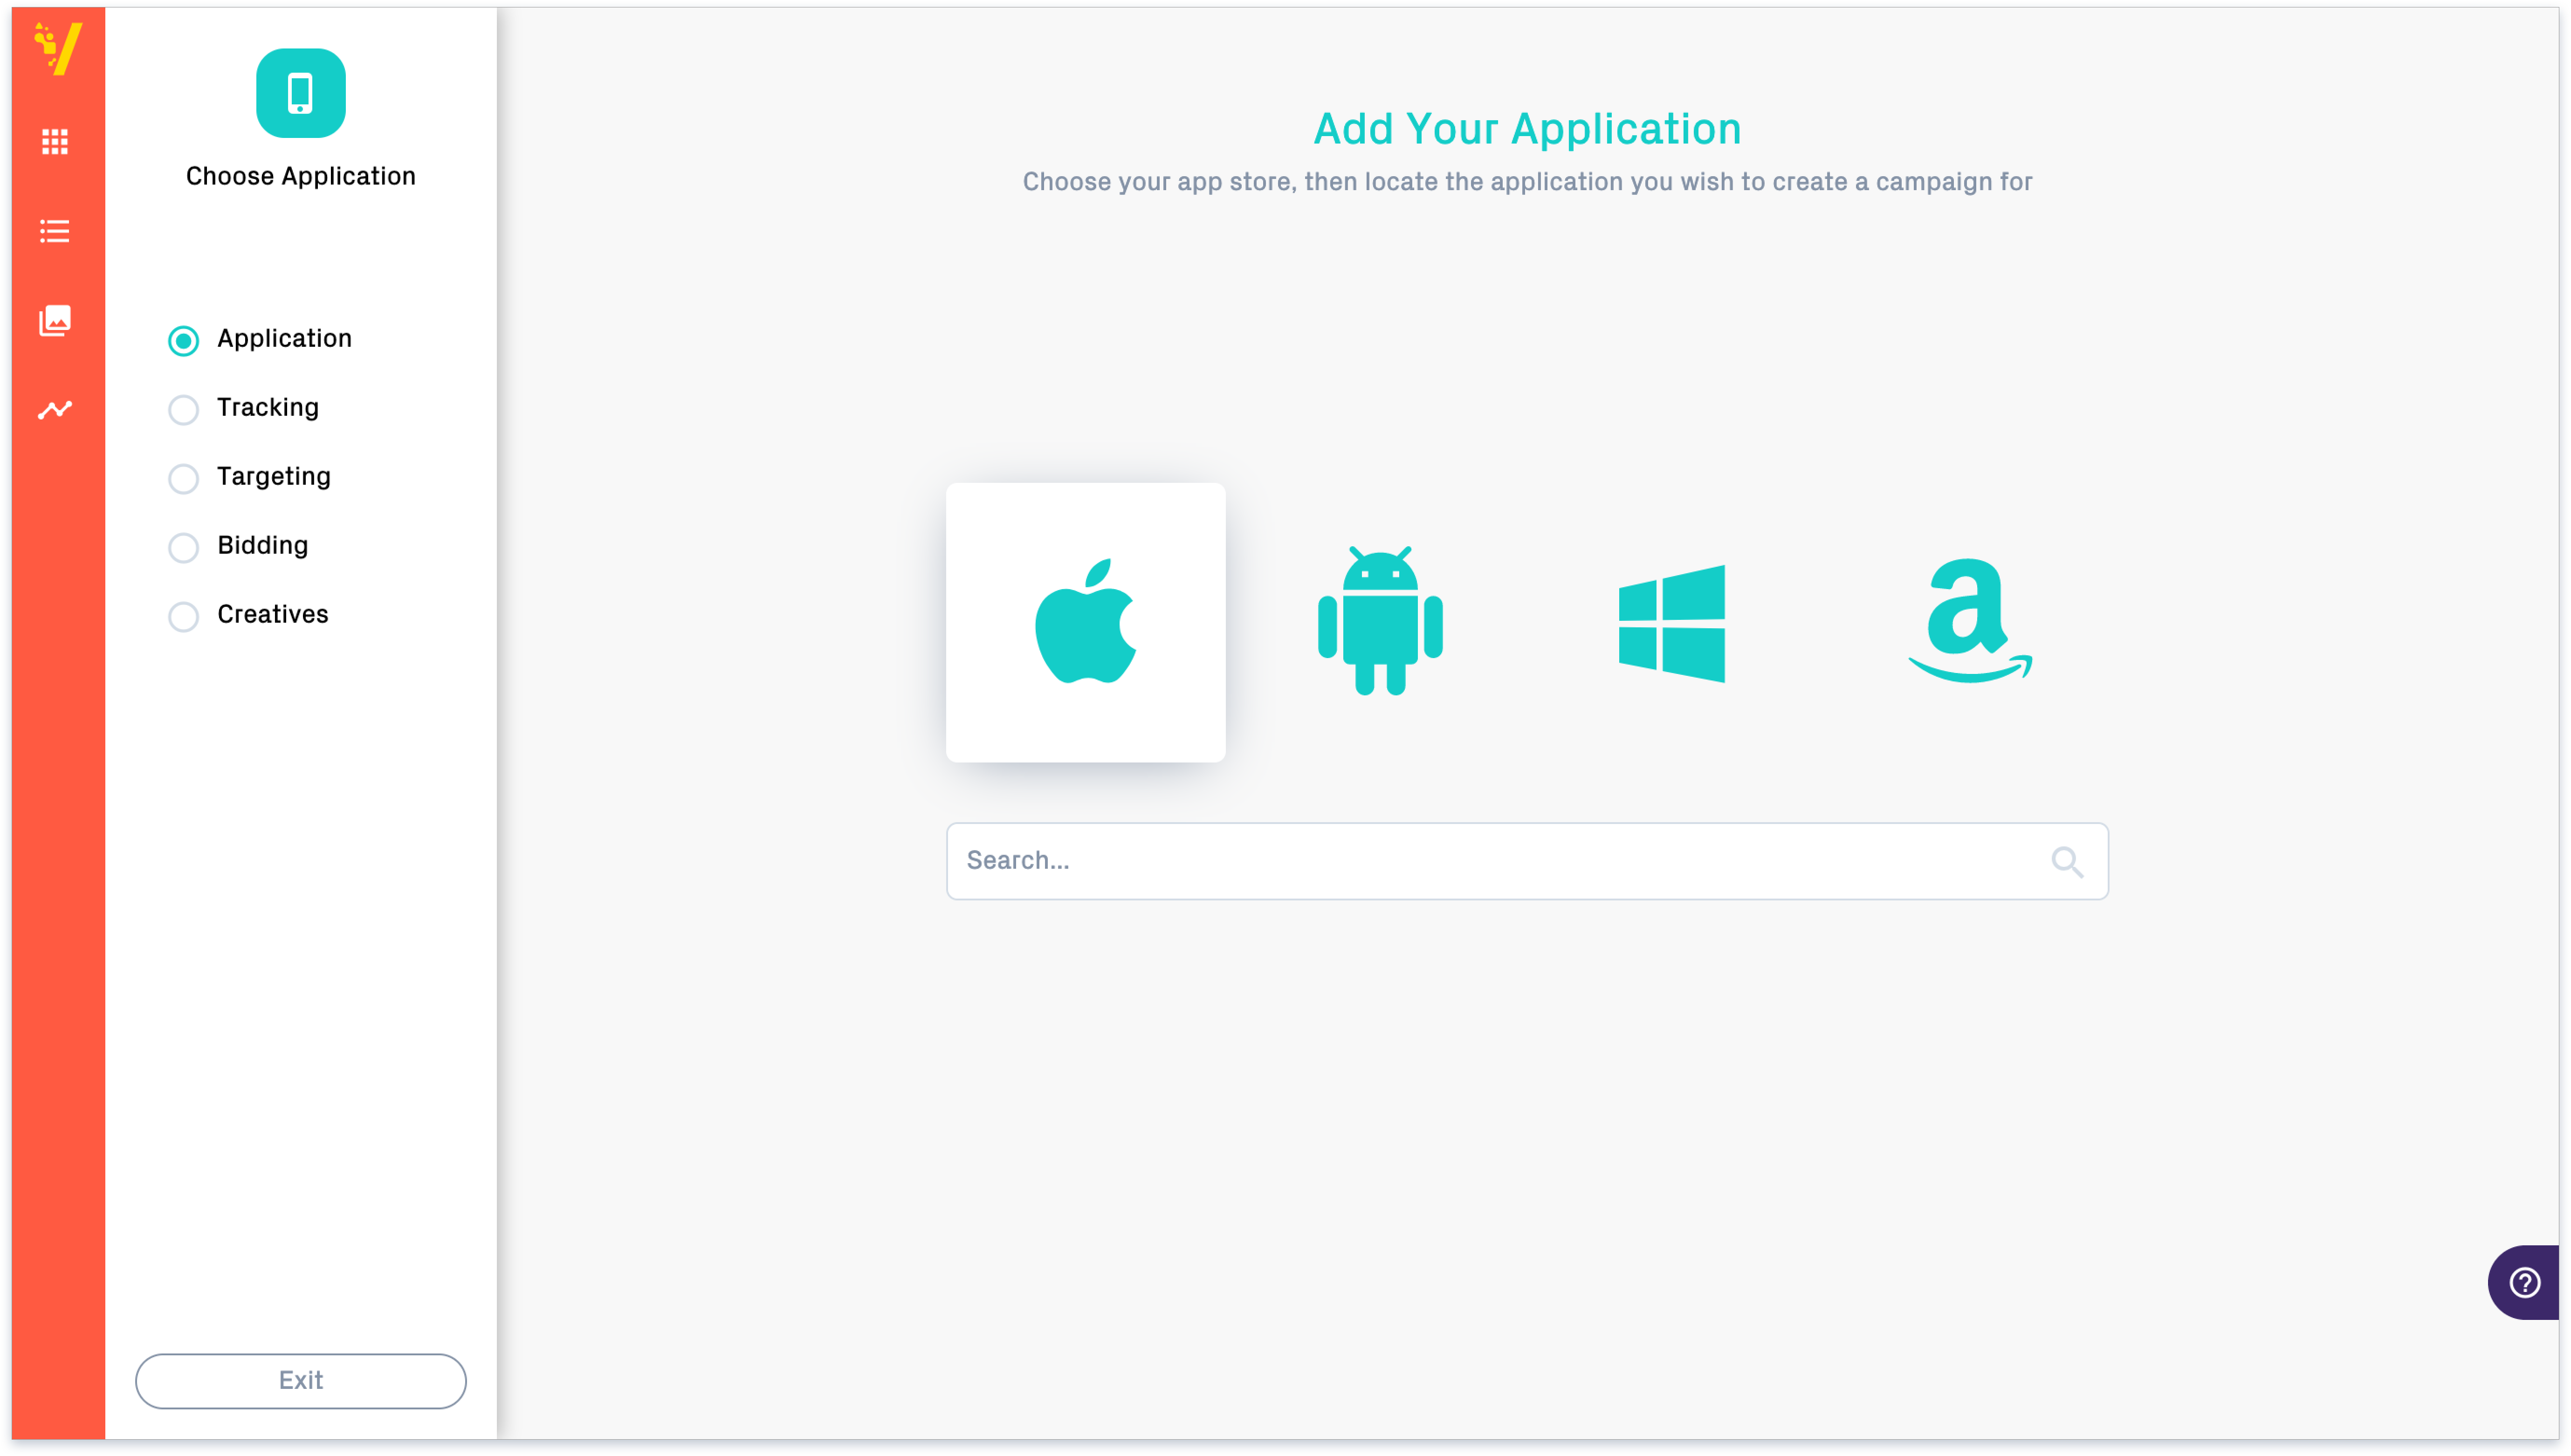 Choose Application
Application
Tracking
Targeting
Bidding
Creatives
Exit
Add Your Application
Choose your app store, then locate the application you wish to create a campaign for
Search...